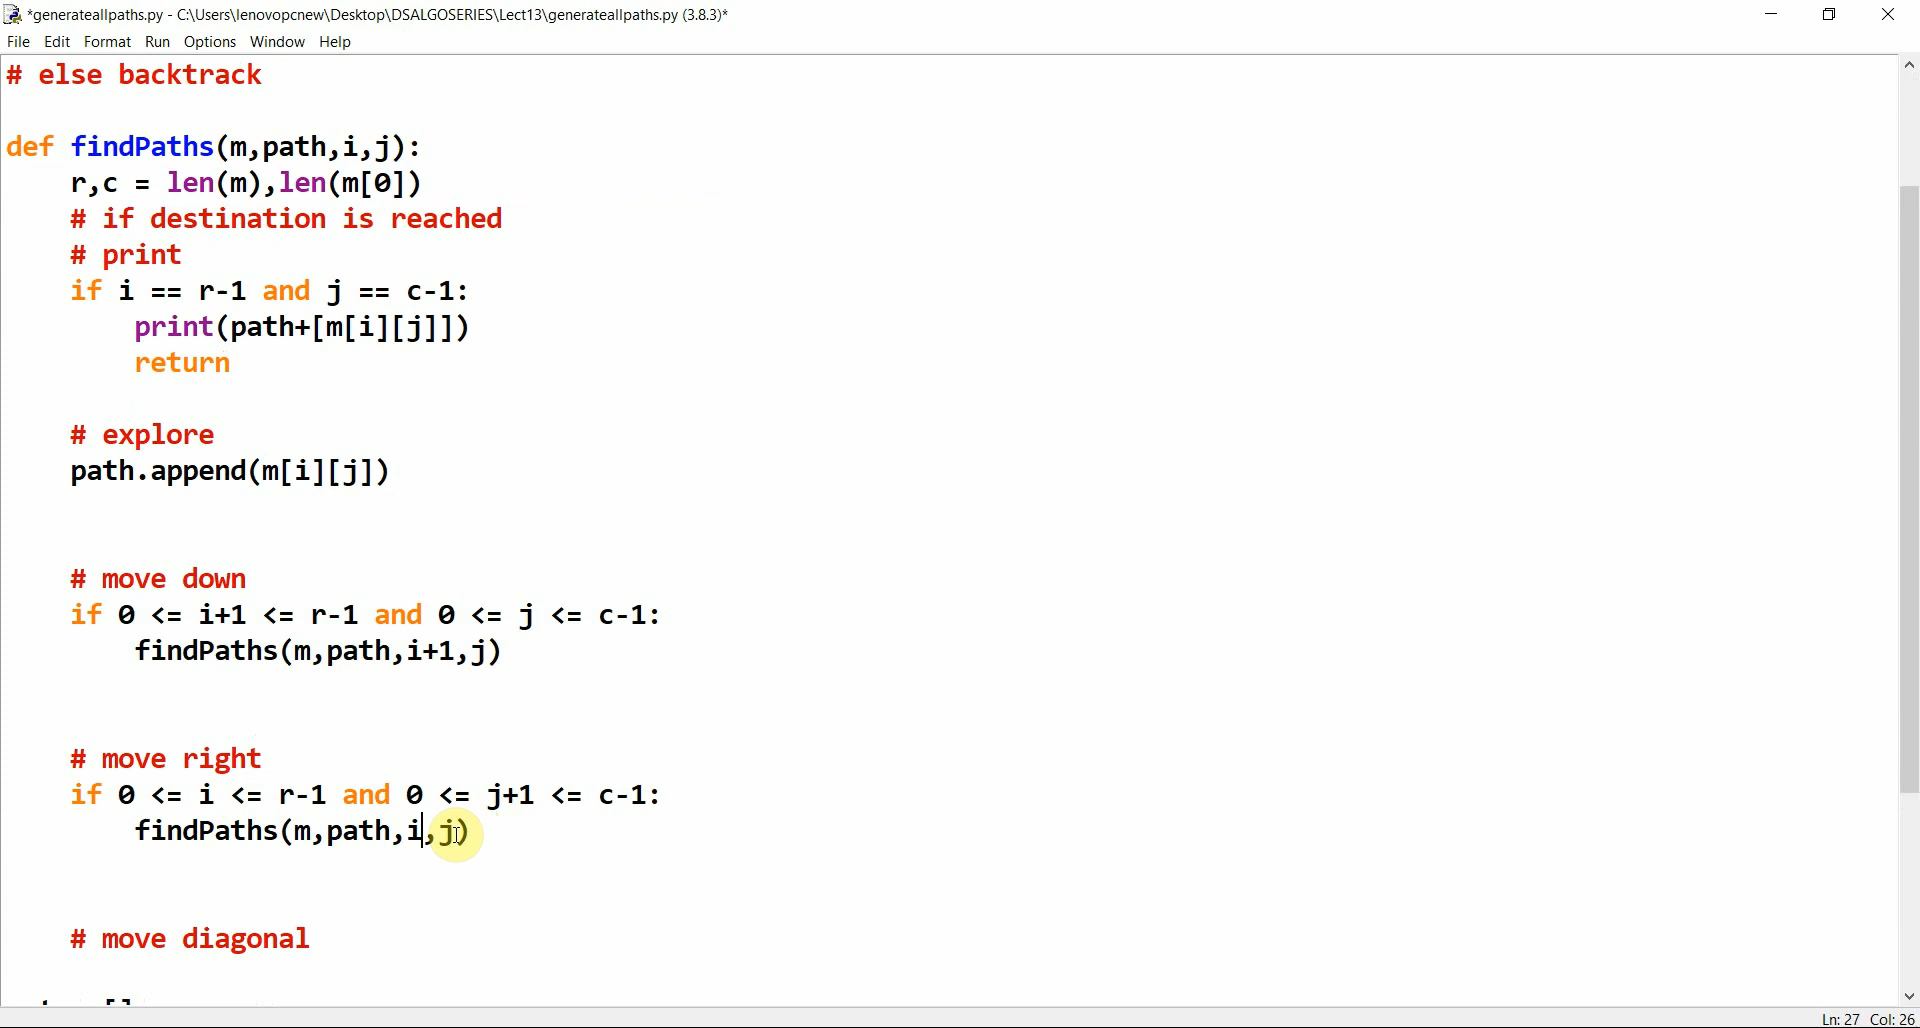 *generateallpaths.py - C:\Users\lenovopcnew\Desktop\DSALGOSERIES\Lect13\generateallpaths.py (3.8.3)*
File Edit Format Run Options Window Help
# else backtrack
def findPaths(m,path,i,j):
    r,c = len(m),len(m[0])
    # if destination is reached
    # print
    if i == r-1 and j == c-1:
        print(path+[m[i][j]])
        return
    # explore
    path.append(m[i][j])
    # move down
    if 0 <= i+1 <= r-1 and 0 <= j <= c-1:
        findPaths(m,path,i+1,j)
    # move right
    if 0 <= i <= r-1 and 0 <= j+1 <= c-1:
        findPaths(m,path,i,j)
    # move diagonal
Ln: 27 Col: 26